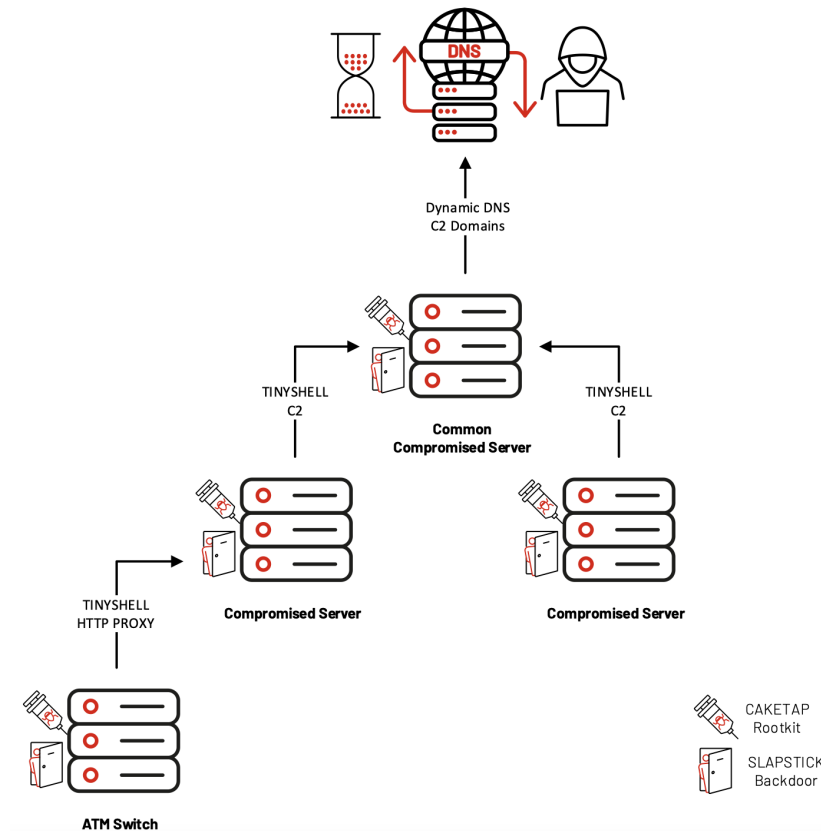 DNS
Dynamic DNS
C2 Domains
TINYSHELL
C2
TINYSHELL
C2
Common
Compromised Server
TINYSHELL
HTTP PROXY
Compromised Server
Compromised Server
CAKETAP
Rootkit
SLAPSTICK
Backdoor
ATM Switch